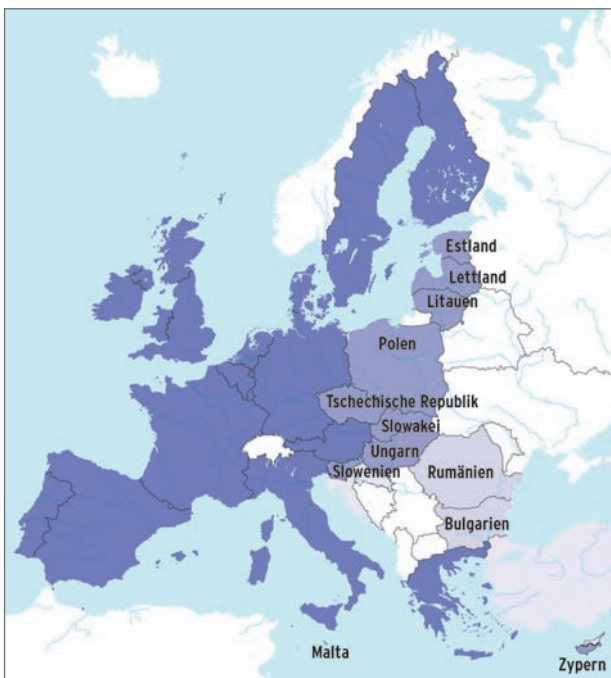 Estland
Lettland
Litauen
Polen
Tschechische Republik
Slowakei
Ungarn
Slowenien
Rumänien
Bulgarien
Malta
Zypern